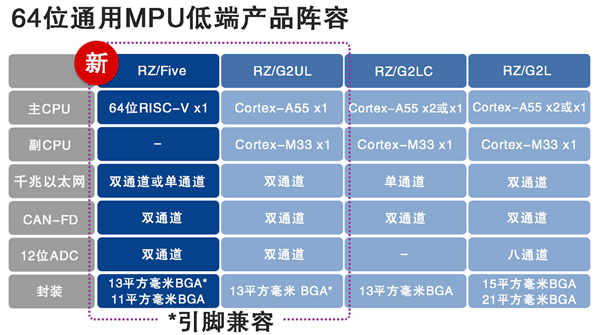 64位通用MPU低端产品阵容
新
RZ/Five RZ/G2UL RZ/G2LC RZ/G2L
主CPU 64位RISC-V x1 Cortex-A55 x1 Cortex-A55 x2或x1 Cortex-A55 x2或x1
副CPU - Cortex-M33 x1 Cortex-M33 x1 Cortex-M33 x1
千兆以太网 双通道或单通道 双通道 单通道 双通道
CAN-FD 双通道 双通道 双通道 双通道
12位ADC 双通道 双通道 - 八通道
封装 13平方毫米BGA* 13平方毫米 BGA* 13平方毫米BGA 15平方毫米BGA
11平方毫米BGA 21平方毫米BGA
*引脚兼容